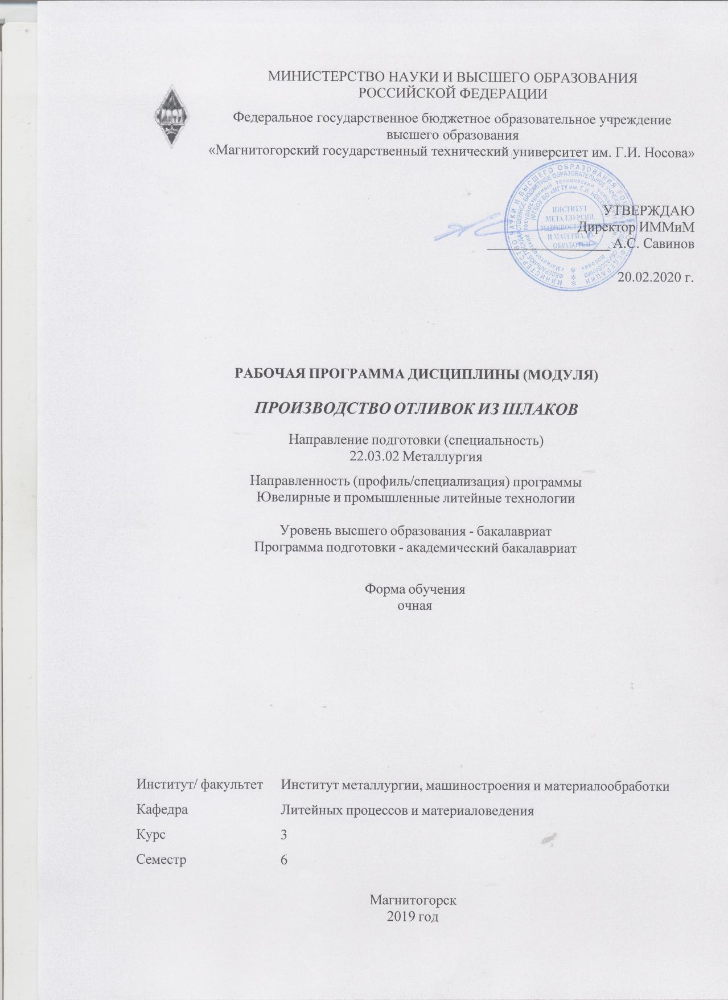 МИНИСТЕРСТВО НАУКИ И ВЫСШЕГО ОБРАЗОВАНИЯ
РОССИЙСКОЙ ФЕДЕРАЦИИ
МГТУ
Федеральное государственное бюджетное образовательное учреждение
высшего образования
«Магнитогорский государственный технический университет им. Г.И. Носова»
ИНСТИТУТ
МЕТАЛЛУРГИИ,
МАШИНОСТРОЕНИЯ
И МАТЕРИАЛО-
ОБРАБОТКИ
УТВЕРЖДАЮ
Директор ИММиМ
А.С. Савинов
20.02.2020 г.
РАБОЧАЯ ПРОГРАММА ДИСЦИПЛИНЫ (МОДУЛЯ)
ПРОИЗВОДСТВО ОТЛИВОК ИЗ ШЛАКОВ
Направление подготовки (специальность)
22.03.02 Металлургия
Направленность (профиль/специализация) программы
Ювелирные и промышленные литейные технологии
Уровень высшего образования - бакалавриат
Программа подготовки - академический бакалавриат
Форма обучения
очная
Институт/ факультет Институт металлургии, машиностроения и материалообработки
Кафедра Литейных процессов и материаловедения
Курс 3
Семестр 6
Магнитогорск
2019 год